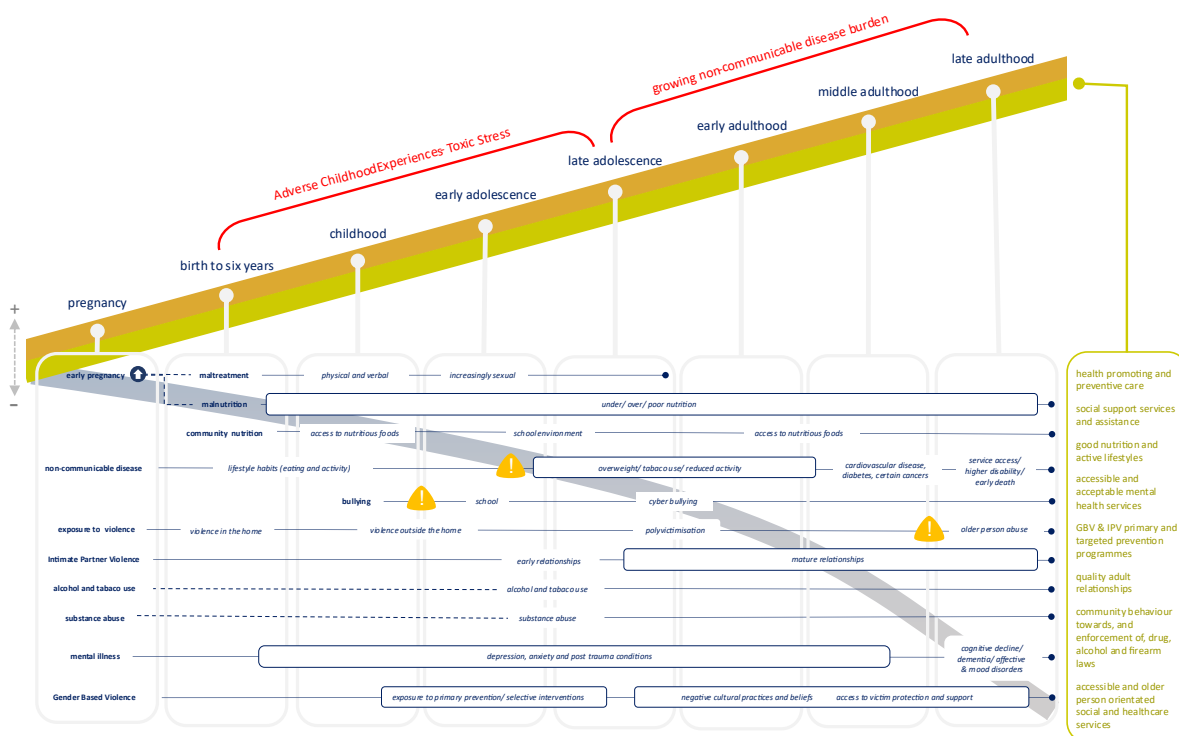 growing non-communicable disease burden
late adulthood
middle adulthood
early adulthood
Adverse ChildhoodExperiences- Toxic Stress
late adolescence
early adolescence
childhood
birth to six years
pregnancy
+
–
early pregnancy
maltreatment
physical and verbal
increasingly sexual
malnutrition
under/ over/ poor nutrition
community nutrition
access to nutritious foods
school environment
access to nutritious foods
non-communicable disease
lifestyle habits (eating and activity)
!
overweight/ tabaco use/ reduced activity
cardiovascular disease,
diabetes, certain cancers
service access/
higher disability/
early death
bullying
!
school
cyber bullying
exposure to violence
violence in the home
violence outside the home
polyvictimisation
!
older person abuse
Intimate Partner Violence
early relationships
mature relationships
alcohol and tabaco use
alcohol and tabaco use
substance abuse
substance abuse
mental illness
depression, anxiety and post trauma conditions
cognitive decline/
dementia/ affective
& mood disorders
Gender Based Violence
exposure to primary prevention/ selective interventions
negative cultural practices and beliefs
access to victim protection and support
health promoting and
preventive care
social support services
and assistance
good nutrition and
active lifestyles
accessible and
acceptable mental
health services
GBV & IPV primary and
targeted prevention
programmes
quality adult
relationships
community behaviour
towards, and
enforcement of, drug,
alcohol and firearm
laws
accessible and older
person orientated
social and healthcare
services